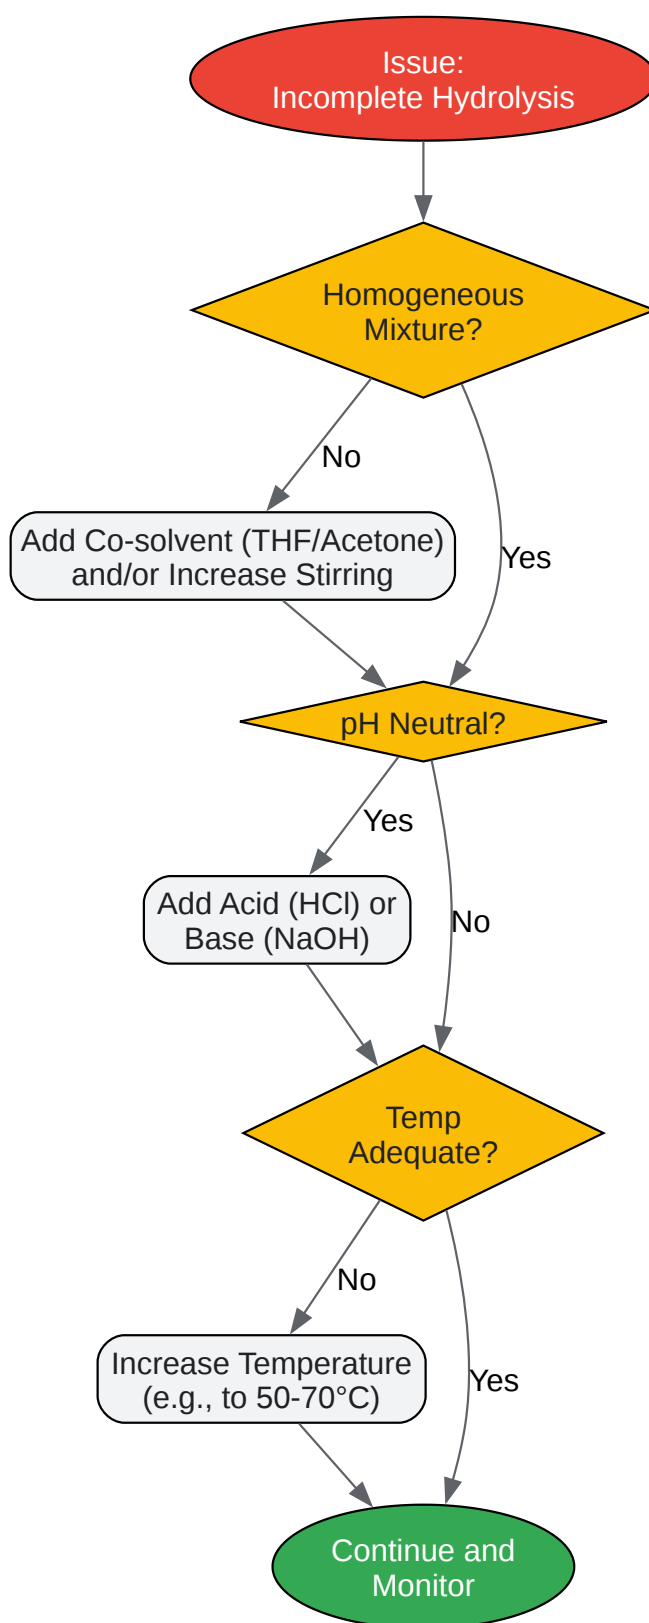 Issue:
Incomplete Hydrolysis
Homogeneous
Mixture?
No
Add Co-solvent (THF/Acetone)
and/or Increase Stirring
Yes
pH Neutral?
Yes
Add Acid (HCl) or
Base (NaOH)
No
Temp
Adequate?
No
Increase Temperature
(e.g., to 50-70°C)
Yes
Continue and
Monitor